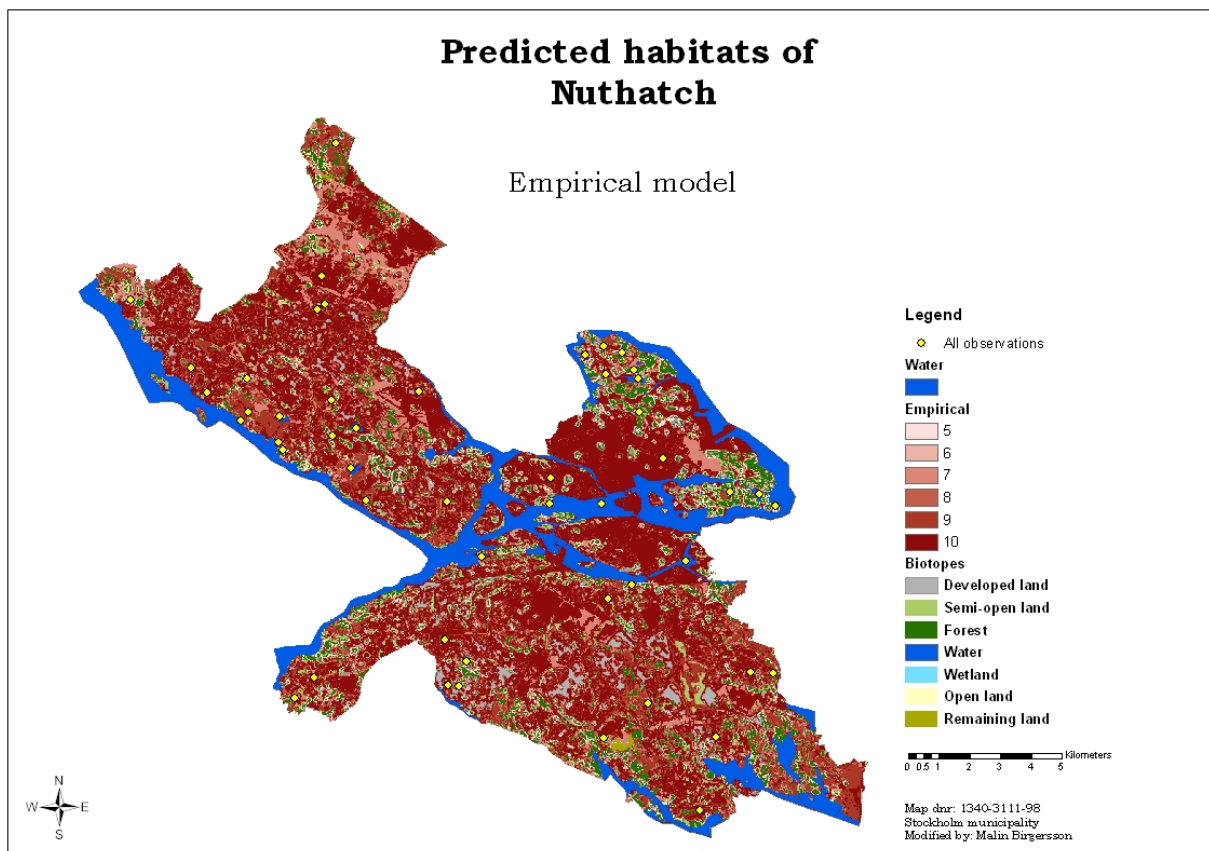 Predicted habitats of
Nuthatch
Empirical model
Legend
All observations
Water
Empirical
5
6
7
8
9
10
Biotopes
Developed land
Semi-open land
Forest
Water
Wetland
Open land
Remaining land
Kilometers
0 0.5 1 2 3 4 5
N
W E
S
Map dnr: 1340-3111-98
Stockholm municipality
Modified by: Malin Birgersson